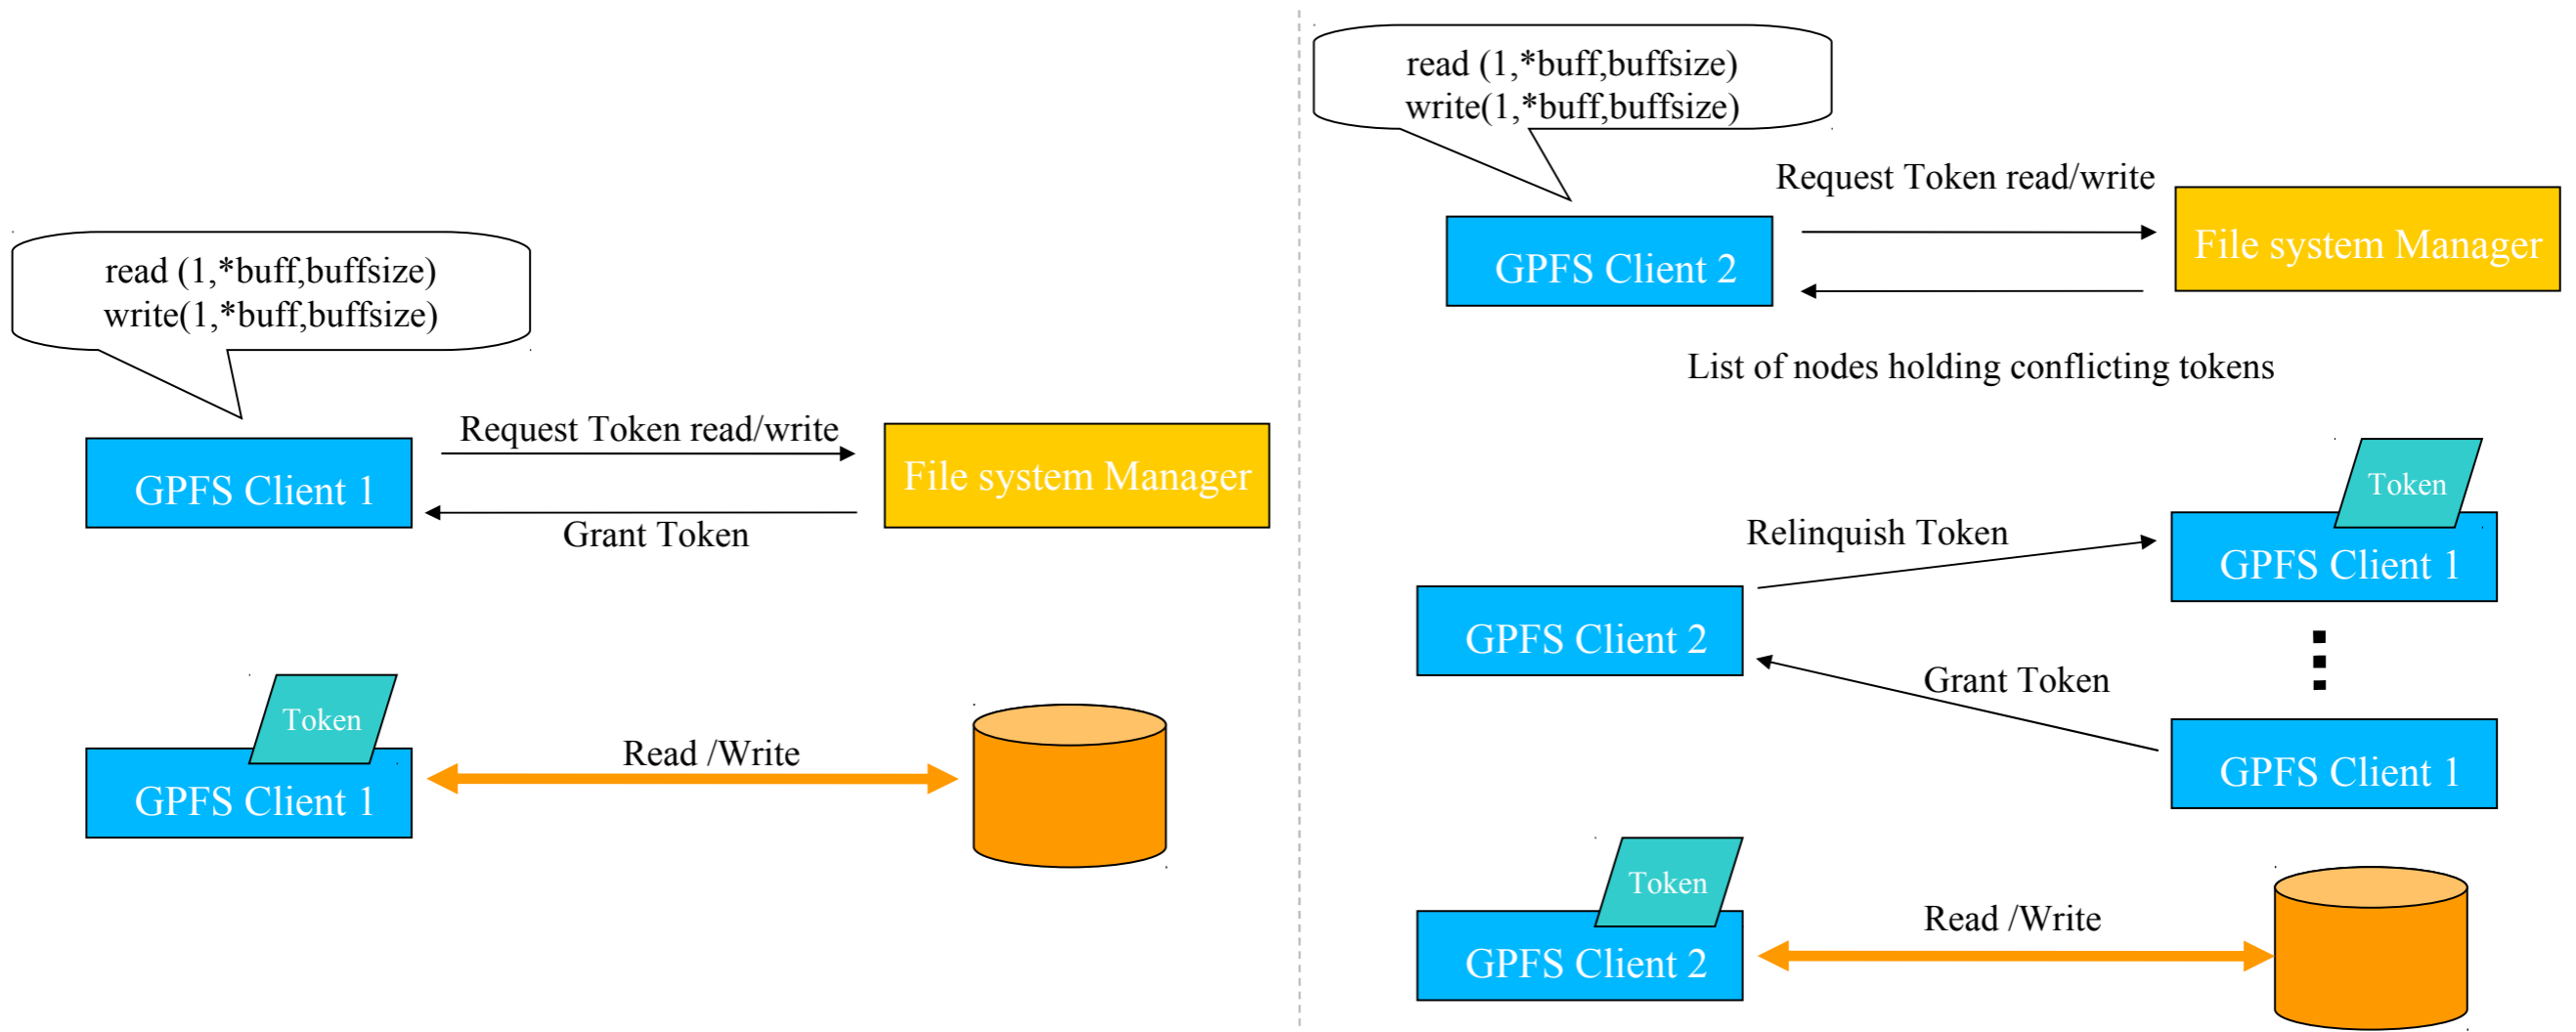 read (1,*buff,buffsize)
write(1,*buff,buffsize)
Request Token read/write
GPFS Client 1
File system Manager
Grant Token
Token
Read /Write
GPFS Client 1
read (1,*buff,buffsize)
write(1,*buff,buffsize)
Request Token read/write
GPFS Client 2
File system Manager
List of nodes holding conflicting tokens
Token
Relinquish Token
GPFS Client 1
GPFS Client 2
Grant Token
GPFS Client 1
Token
Read /Write
GPFS Client 2